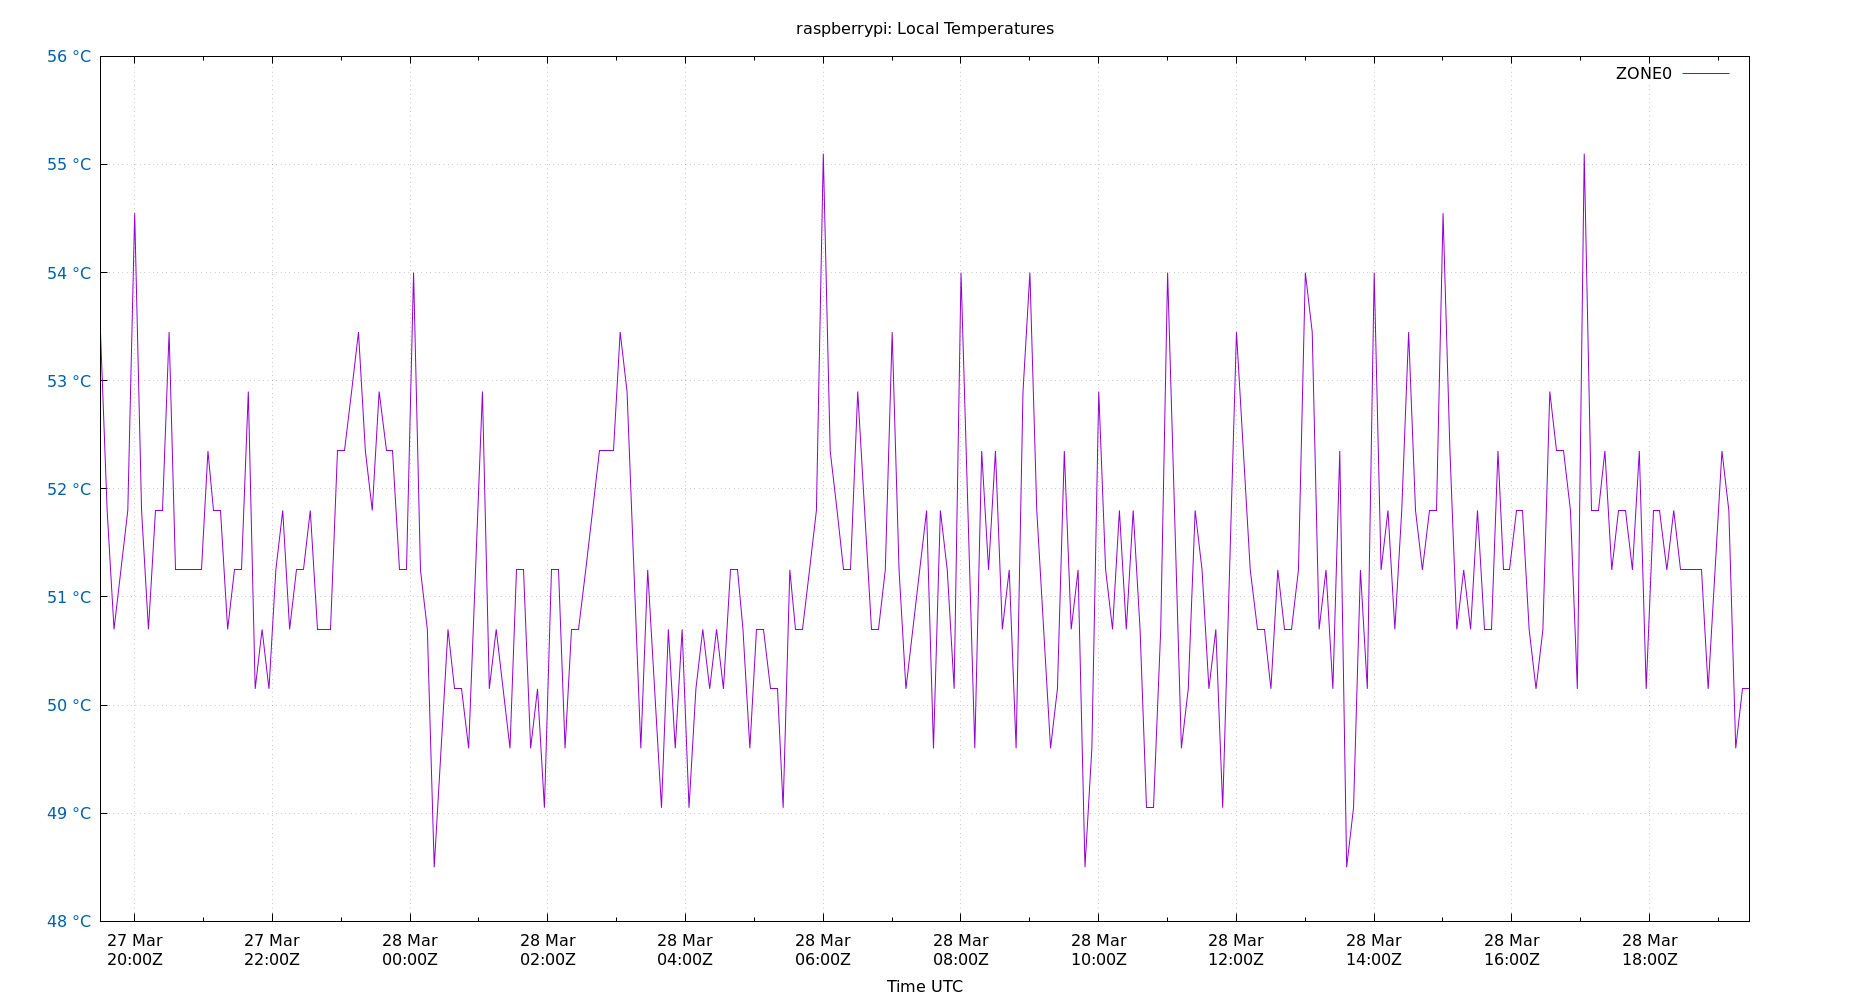 raspberrypi: Local Temperatures
56 °C
ZONE0
55 °C
54 °C
53 °C
52 °C
51 °C
50 °C
49 °C
48 °C
27 Mar 27 Mar 28 Mar 28 Mar 28 Mar 28 Mar 28 Mar 28 Mar 28 Mar 28 Mar 28 Mar 28 Mar
20:00Z 22:00Z 00:00Z 02:00Z 04:00Z 06:00Z 08:00Z 10:00Z 12:00Z 14:00Z 16:00Z 18:00Z
Time UTC